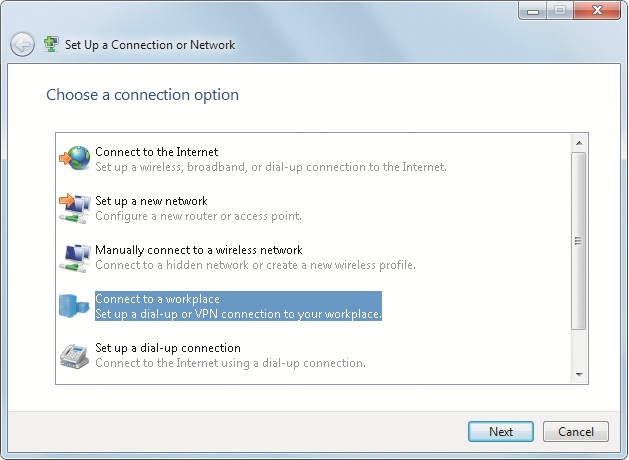 Set Up a Connection or Network
Choose a connection option
Connect to the Internet
Set up a wireless, broadband, or dial-up connection to the Internet.
Set up a new network
Configure a new router or access point.
Manually connect to a wireless network
Connect to a hidden network or create a new wireless profile.
Connect to a workplace
Set up a dial-up or VPN connection to your workplace.
Set up a dial-up connection
Connect to the Internet using a dial-up connection.
Next
Cancel